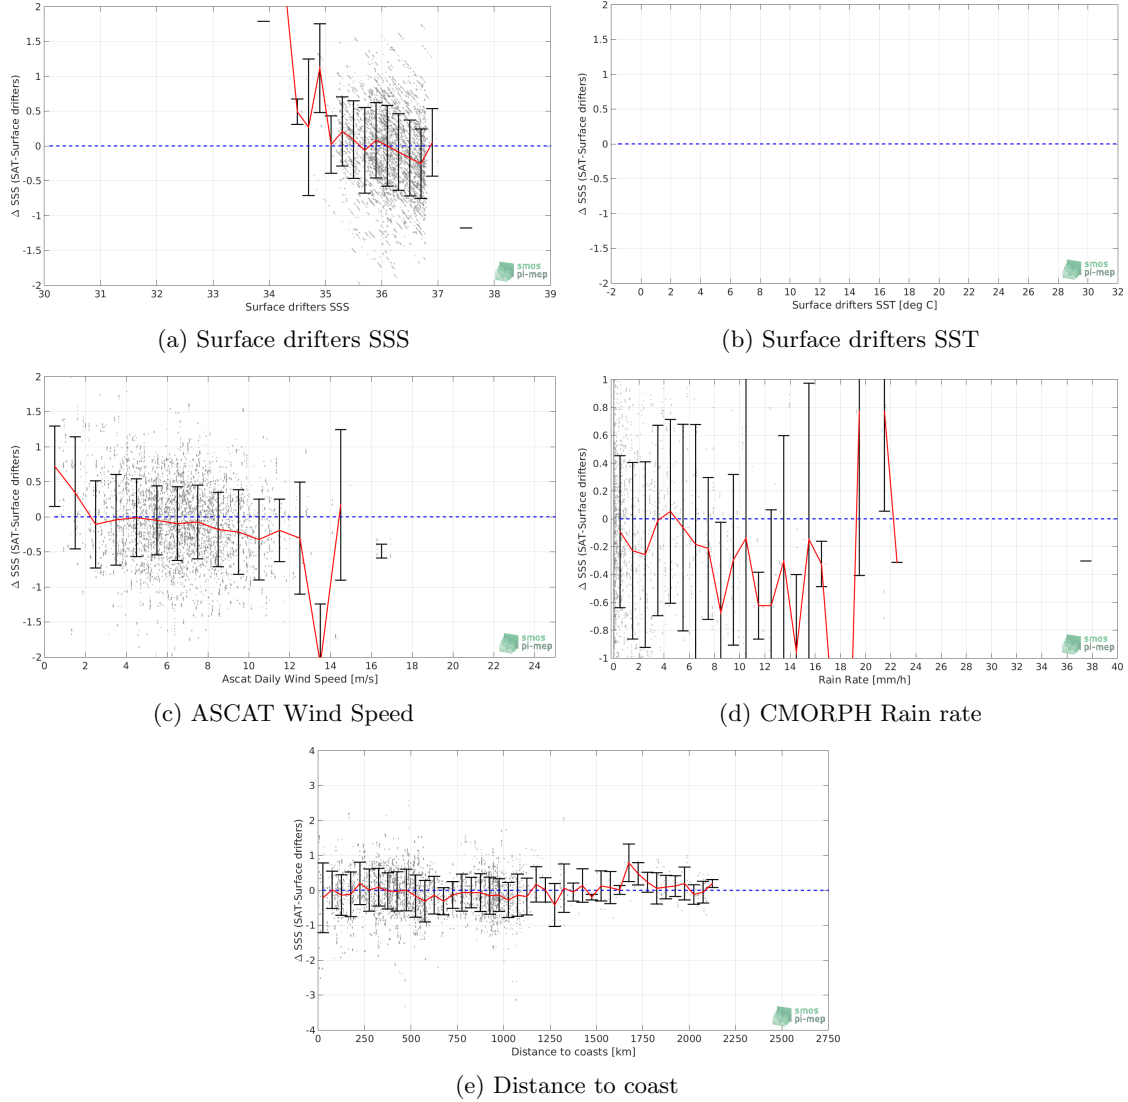 2
1.5
1
0.5
0
-0.5
-1
-1.5
-2
Δ SSS (SAT-Surface drifters)
30 31 32 33 34 35 36 37 38 39
Surface drifters SSS
smos
pi-mep
(a) Surface drifters SSS
2
1.5
1
0.5
0
-0.5
-1
-1.5
-2
Δ SSS (SAT-Surface drifters)
-2 0 2 4 6 8 10 12 14 16 18 20 22 24 26 28 30 32
Surface drifters SST [deg C]
smos
pi-mep
(b) Surface drifters SST
2
1.5
1
0.5
0
-0.5
-1
-1.5
-2
Δ SSS (SAT-Surface drifters)
0 2 4 6 8 10 12 14 16 18 20 22 24
Ascat Daily Wind Speed [m/s]
smos
pi-mep
(c) ASCAT Wind Speed
1
0.8
0.6
0.4
0.2
0
-0.2
-0.4
-0.6
-0.8
-1
Δ SSS (SAT-Surface drifters)
0 2 4 6 8 10 12 14 16 18 20 22 24 26 28 30 32 34 36 38 40
Rain Rate [mm/h]
smos
pi-mep
(d) CMORPH Rain rate
4
3
2
1
0
-1
-2
-3
-4
Δ SSS (SAT-Surface drifters)
0 250 500 750 1000 1250 1500 1750 2000 2250 2500 2750
Distance to coasts [km]
smos
pi-mep
(e) Distance to coast